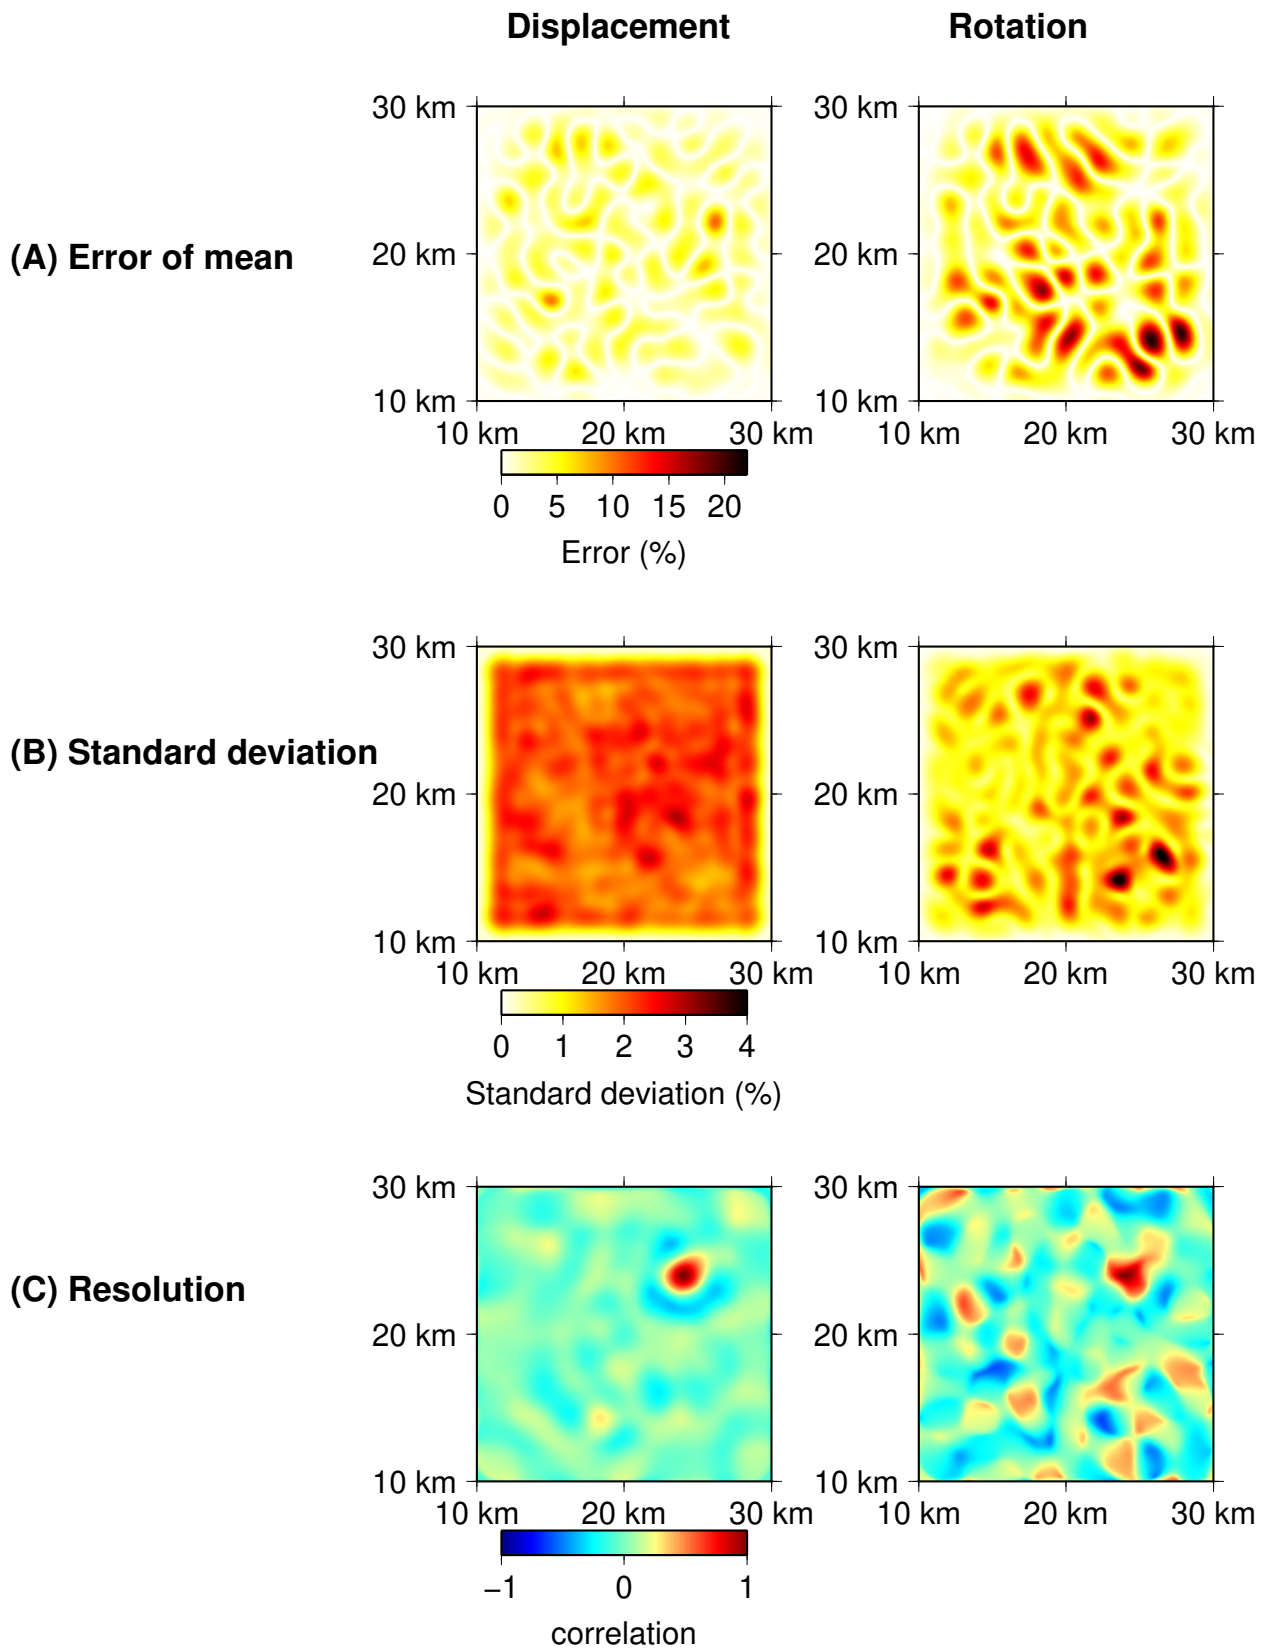 Displacement Rotation
30 km 30 km
(A) Error of mean 20 km 20 km
10 km 10 km
10 km 20 km 30 km 10 km 20 km 30 km
0 5 10 15 20
Error (%)
30 km 30 km
(B) Standard deviation
20 km 20 km
10 km 10 km
10 km 20 km 30 km 10 km 20 km 30 km
0 1 2 3 4
Standard deviation (%)
30 km 30 km
(C) Resolution
20 km 20 km
10 km 10 km
10 km 20 km 30 km 10 km 20 km 30 km
−1 0 1
correlation